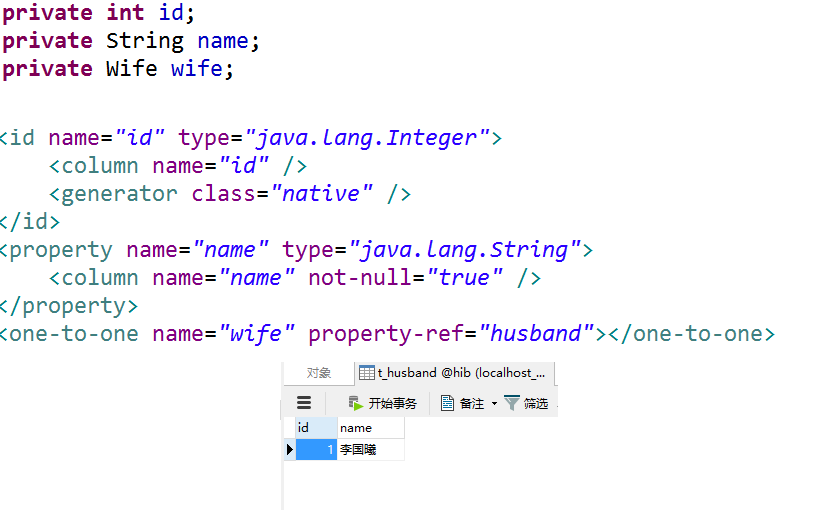 private int id;
private String name;
private Wife wife;
<id name="id" type="java.lang.Integer">
<column name="id" />
<generator class="native" />
</id>
<property name="name" type="java.lang.String">
<column name="name" not-null="true" />
</property>
<one-to-one name="wife" property-ref="husband"></one-to-one>
对象 t_husband @hib (localhost_...
开始事务 备注 筛选
id name
1 李国曦